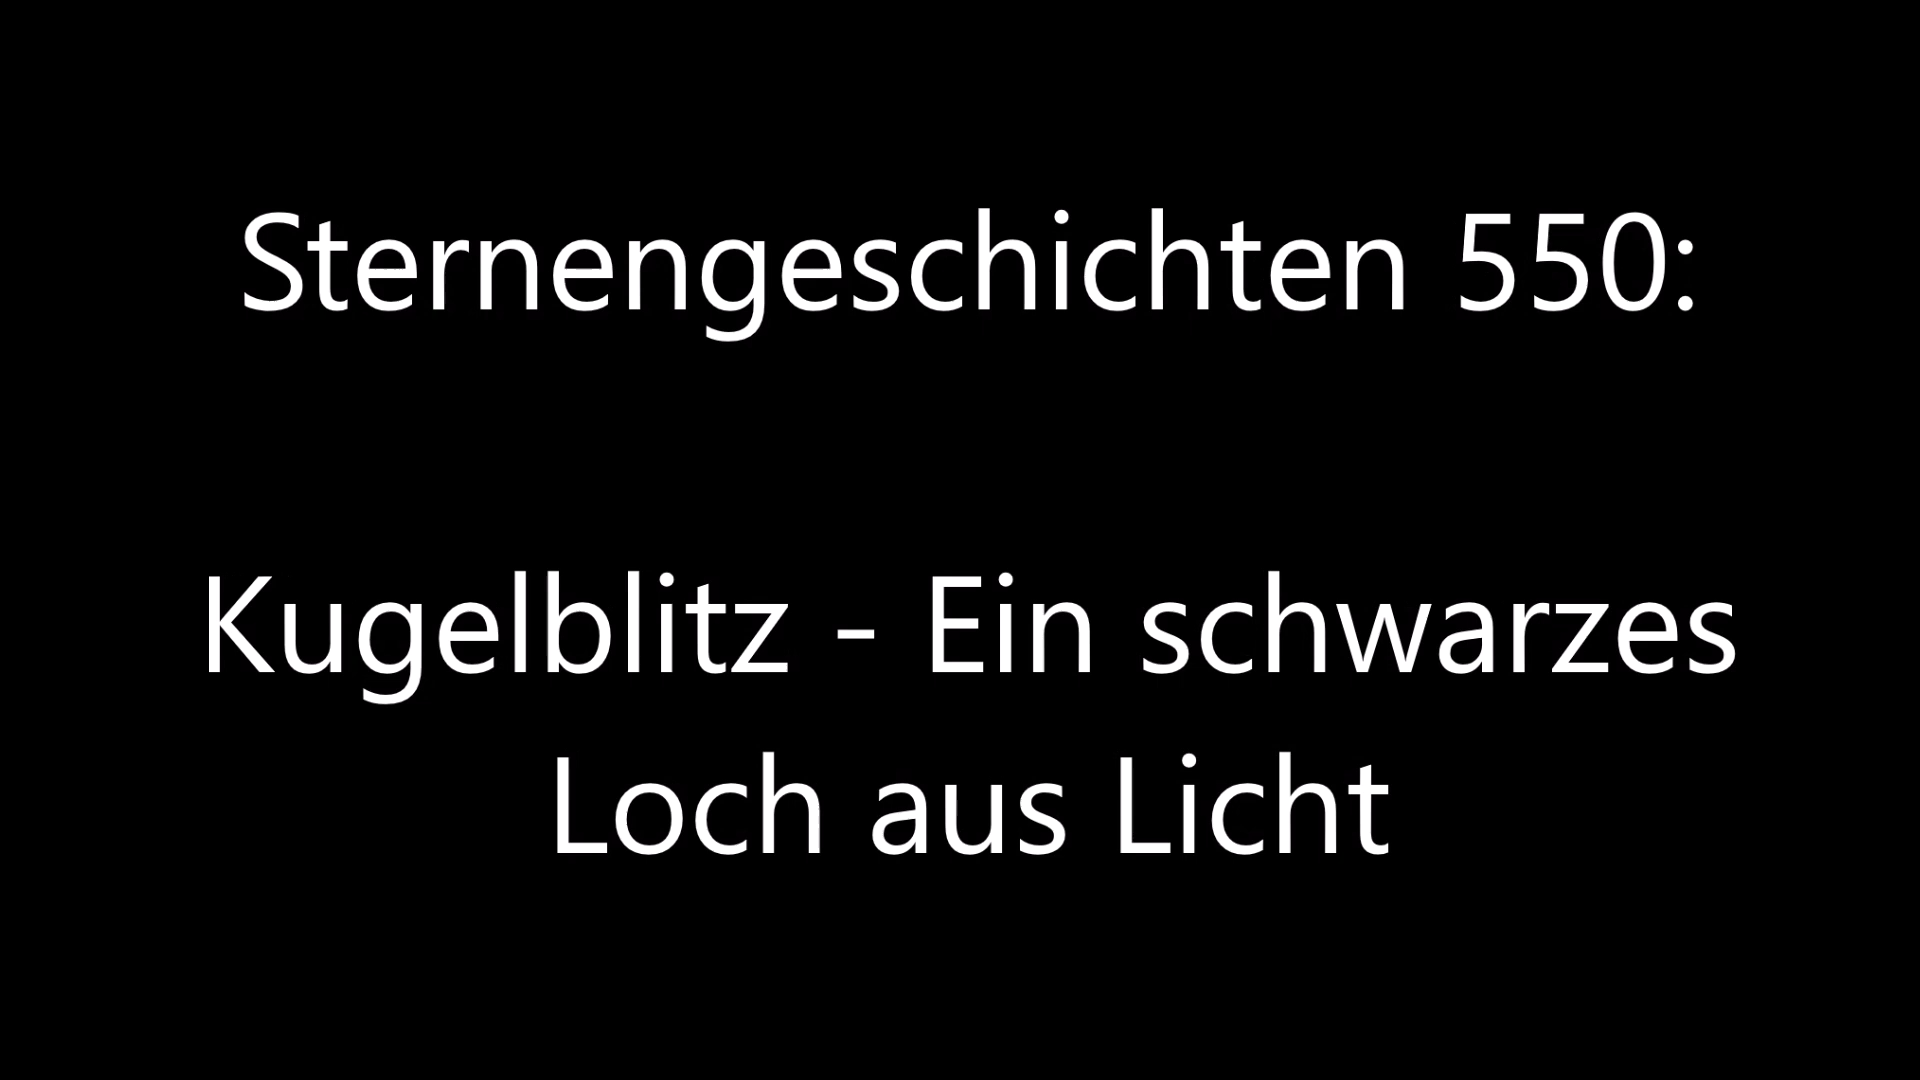 Sternengeschichten 550:
Kugelblitz - Ein schwarzes
Loch aus Licht